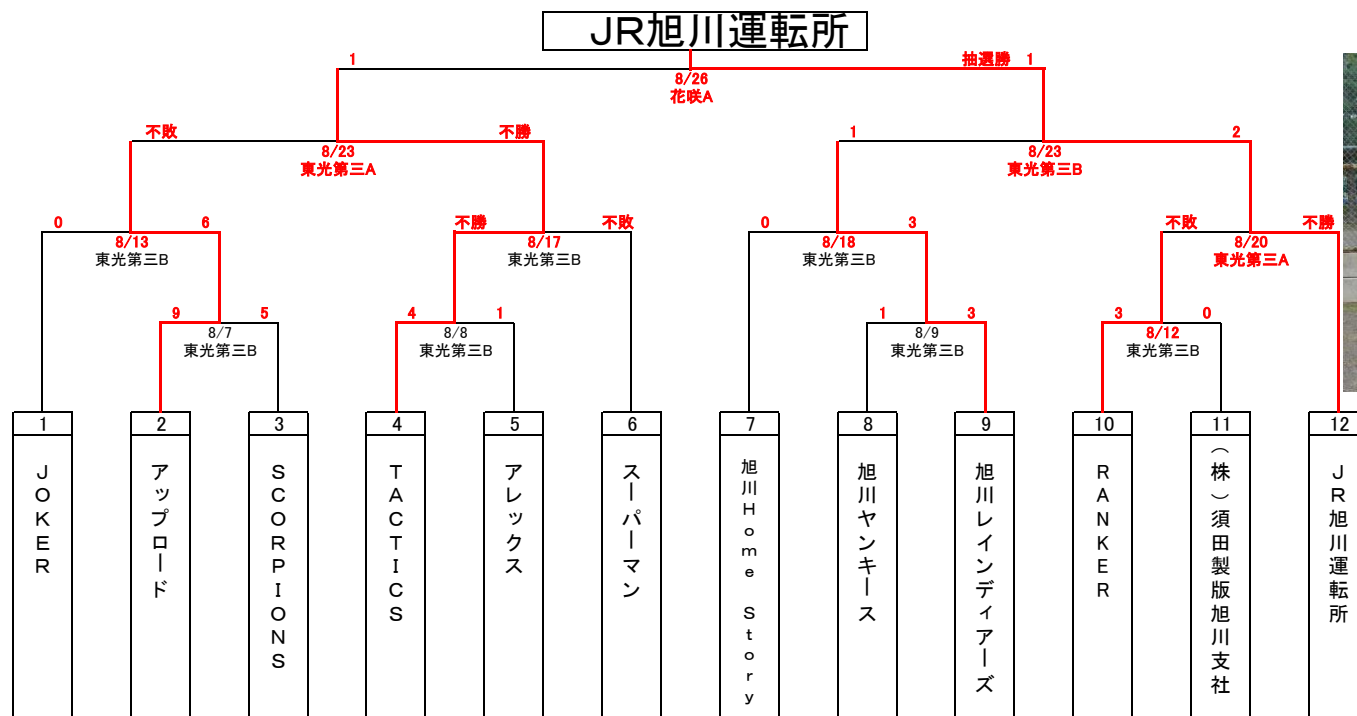 JR旭川運転所
1
抽選勝 1
8/26
花咲A
不敗
不勝
1
2
8/23
東光第三A
8/23
東光第三B
0
6
不勝
不敗
0
3
不敗
不勝
8/13
東光第三B
8/17
東光第三B
8/18
東光第三B
8/20
東光第三A
9
5
4
1
1
3
3
0
8/7
東光第三B
8/8
東光第三B
8/9
東光第三B
8/12
東光第三B
1
2
3
4
5
6
7
8
9
10
11
12
JOKER
アップロード
SCORPIONS
TACTICS
アレックス
スーパーマン
旭川Home Story
旭川ヤンキース
旭川レインディアーズ
RANKER
(株)須田製版旭川支社
JR旭川運転所